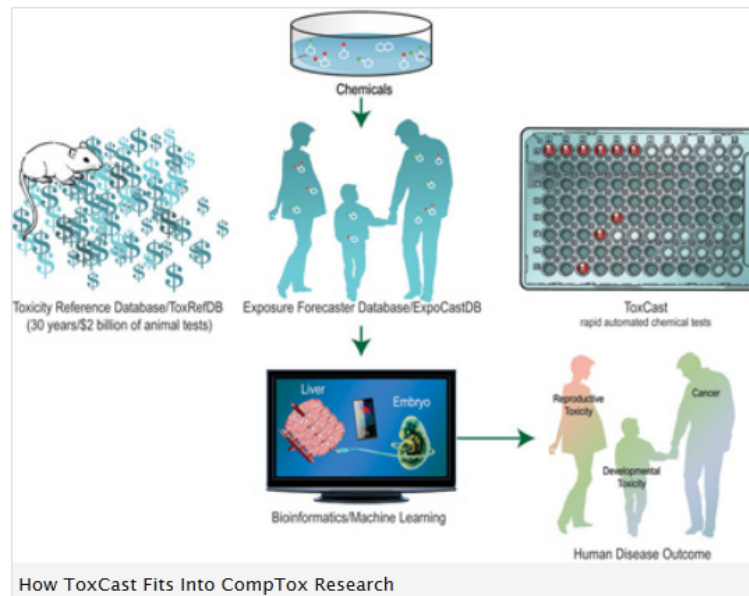 Chemicals
Toxicity Reference Database/ToxRefDB
(30 years/$2 billion of animal tests)
Exposure Forecaster Database/ExpoCastDB
ToxCast
rapid automated chemical tests
Liver
Embryo
Bioinformatics/Machine Learning
Reproductive
Toxicity
Cancer
Developmental
Toxicity
Human Disease Outcome
How ToxCast Fits Into CompTox Research